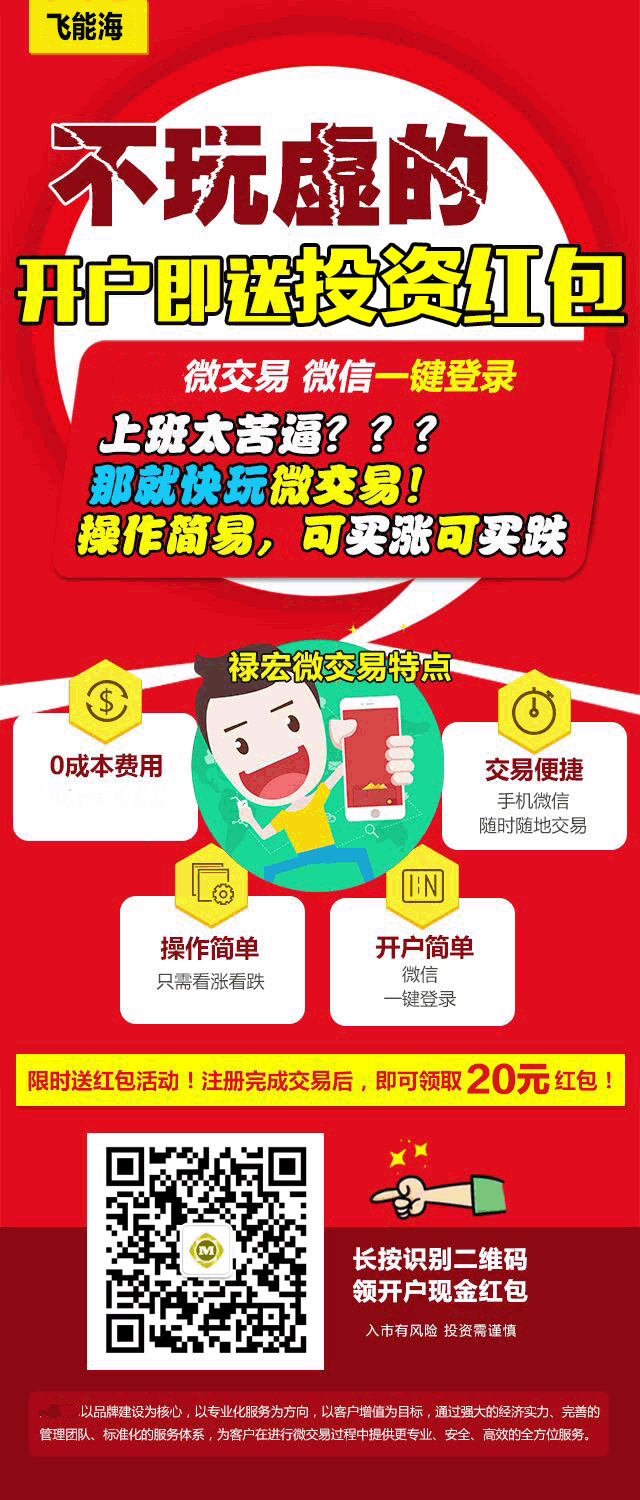 飞能海
不玩虚的
开户即送投资红包
微交易 微信一键登录
上班太苦逼？？？
那就快玩微交易！
操作简易，可买涨可买跌
禄宏微交易特点
0成本费用
交易便捷
手机微信
随时随地交易
操作简单
只需看涨看跌
开户简单
微信
一键登录
限时送红包活动！注册完成交易后，即可领取20元红包！
M
长按识别二维码
领开户现金红包
入市有风险 投资需谨慎
以品牌建设为核心，以专业化服务为方向，以客户增值为目标，通过强大的经济实力、完善的
管理团队、标准化的服务体系，为客户在进行微交易过程中提供更专业、安全、高效的全方位服务。